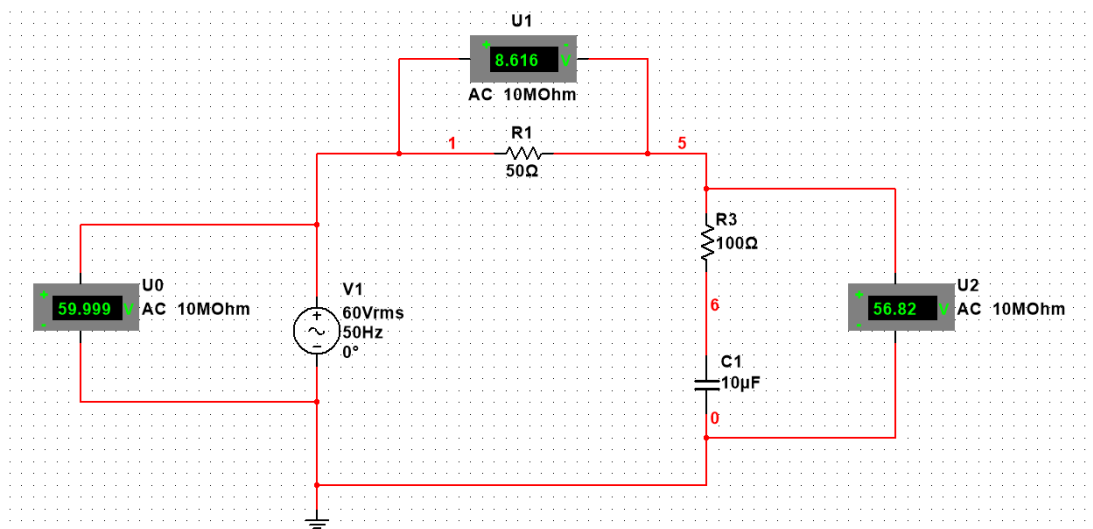 U1
+ -
8.616 V
AC 10MOhm
R1
1
5
50Ω
R3
100Ω
U0
+
59.999 V
-
AC 10MOhm
V1
60Vrms
50Hz
0°
+
~
−
6
U2
+
56.82 V
-
AC 10MOhm
C1
10µF
0